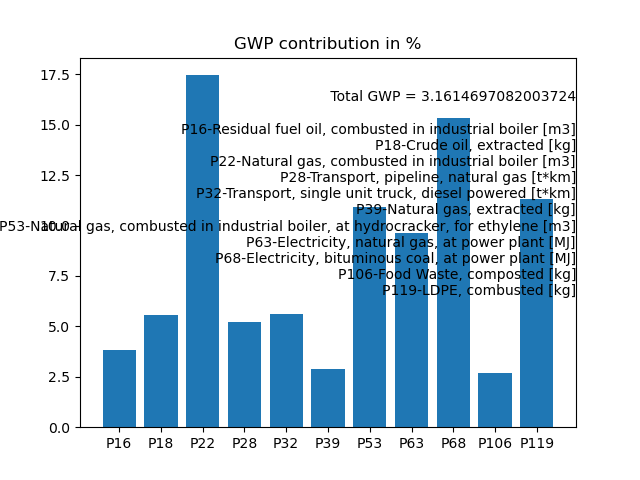 GWP contribution in %
17.5
15.0
12.5
10.0
7.5
5.0
2.5
0.0
Total GWP = 3.1614697082003724
P16-Residual fuel oil, combusted in industrial boiler [m3]
P18-Crude oil, extracted [kg]
P22-Natural gas, combusted in industrial boiler [m3]
P28-Transport, pipeline, natural gas [t*km]
P32-Transport, single unit truck, diesel powered [t*km]
P39-Natural gas, extracted [kg]
P53-Natural gas, combusted in industrial boiler, at hydrocracker, for ethylene [m3]
P63-Electricity, natural gas, at power plant [MJ]
P68-Electricity, bituminous coal, at power plant [MJ]
P106-Food Waste, composted [kg]
P119-LDPE, combusted [kg]
P16 P18 P22 P28 P32 P39 P53 P63 P68 P106 P119